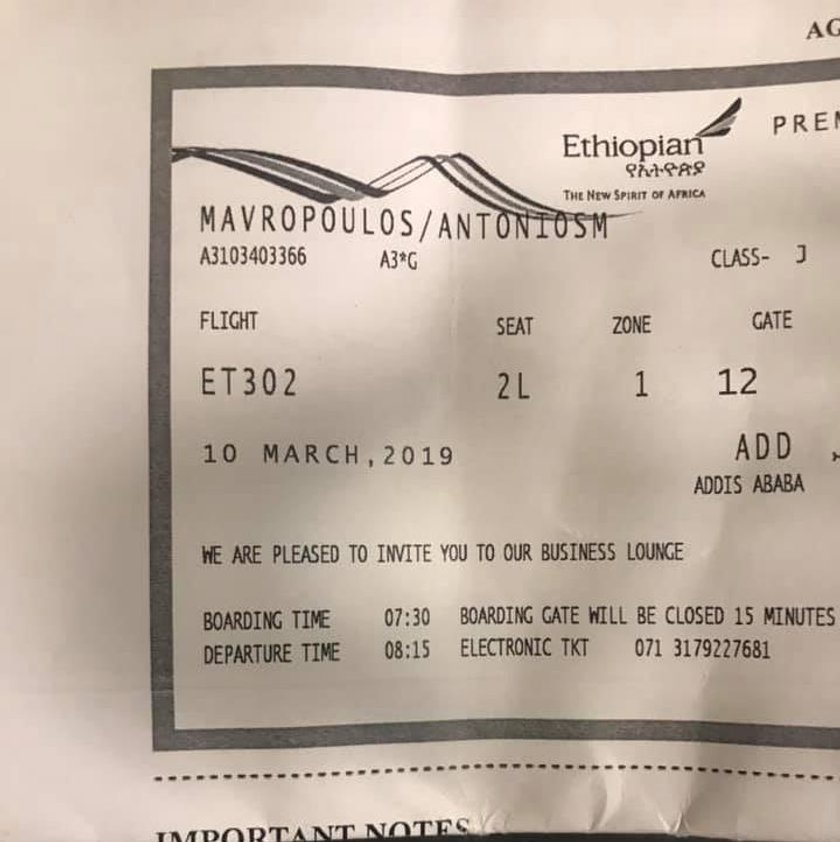 AG
PREM
Ethiopian
የኢትዮጵያ
THE NEW SPIRIT OF AFRICA
MAVROPOULOS/ANTONIOSM
A3103403366 A3*G CLASS- J
FLIGHT SEAT ZONE GATE
ET302 2L 1 12
10 MARCH,2019 ADD
ADDIS ABABA
WE ARE PLEASED TO INVITE YOU TO OUR BUSINESS LOUNGE
BOARDING TIME 07:30 BOARDING GATE WILL BE CLOSED 15 MINUTES
DEPARTURE TIME 08:15 ELECTRONIC TKT 071 3179227681
IMPORTANT NOTES